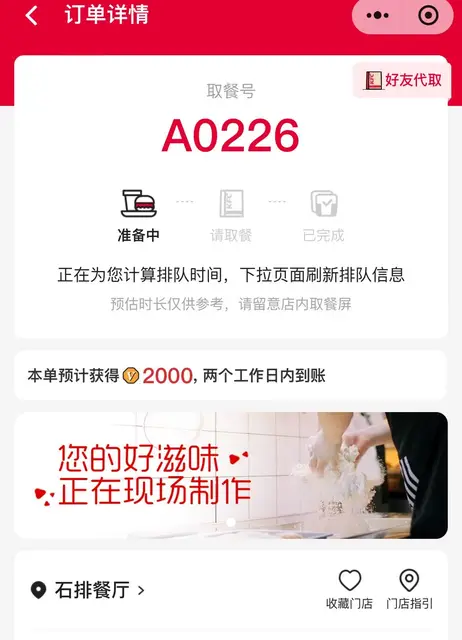 订单详情
好友代取
取餐号
A0226
准备中
请取餐
已完成
正在为您计算排队时间，下拉页面刷新排队信息
预估时长仅供参考，请留意店内取餐屏
本单预计获得 2000，两个工作日内到账
您的好滋味
正在现场制作
石排餐厅
收藏门店 门店指引